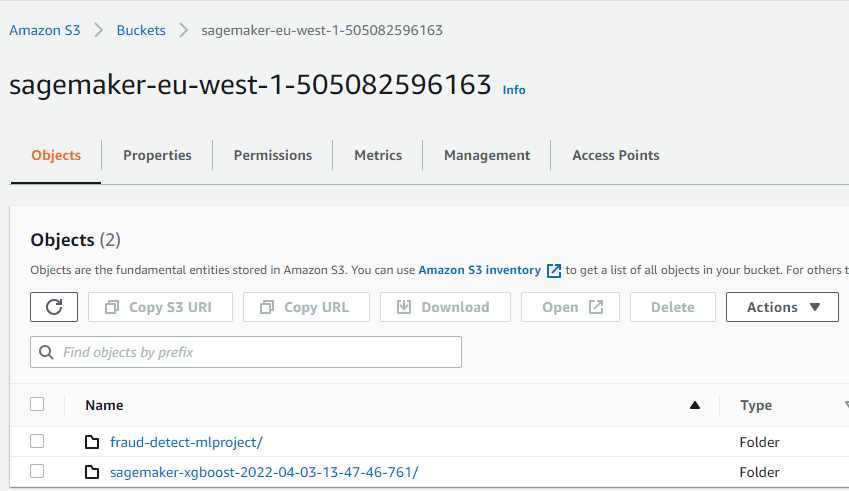 Amazon S3 > Buckets > sagemaker-eu-west-1-505082596163
sagemaker-eu-west-1-505082596163 Info
Objects Properties Permissions Metrics Management Access Points
Objects (2)
Objects are the fundamental entities stored in Amazon S3. You can use Amazon S3 inventory to get a list of all objects in your bucket. For others t
Copy S3 URI Copy URL Download Open Delete Actions
Find objects by prefix
Name Type
fraud-detect-mlproject/ Folder
sagemaker-xgboost-2022-04-03-13-47-46-761/ Folder